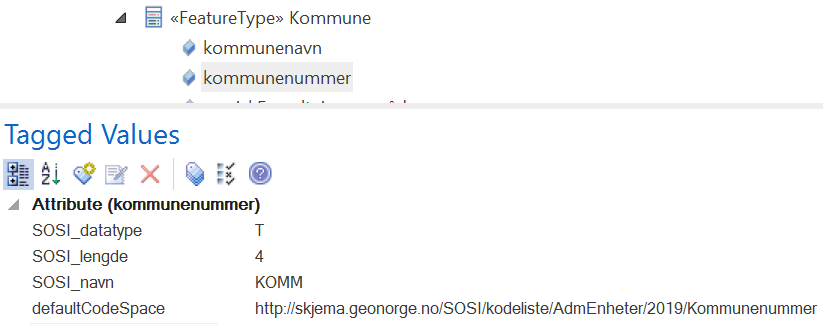 «FeatureType» Kommune
kommunenavn
kommunenummer
Tagged Values
Attribute (kommunenummer)
SOSI_datatype T
SOSI_lengde 4
SOSI_navn KOMM
defaultCodeSpace http://skjema.geonorge.no/SOSI/kodeliste/AdmEnheter/2019/Kommunenummer